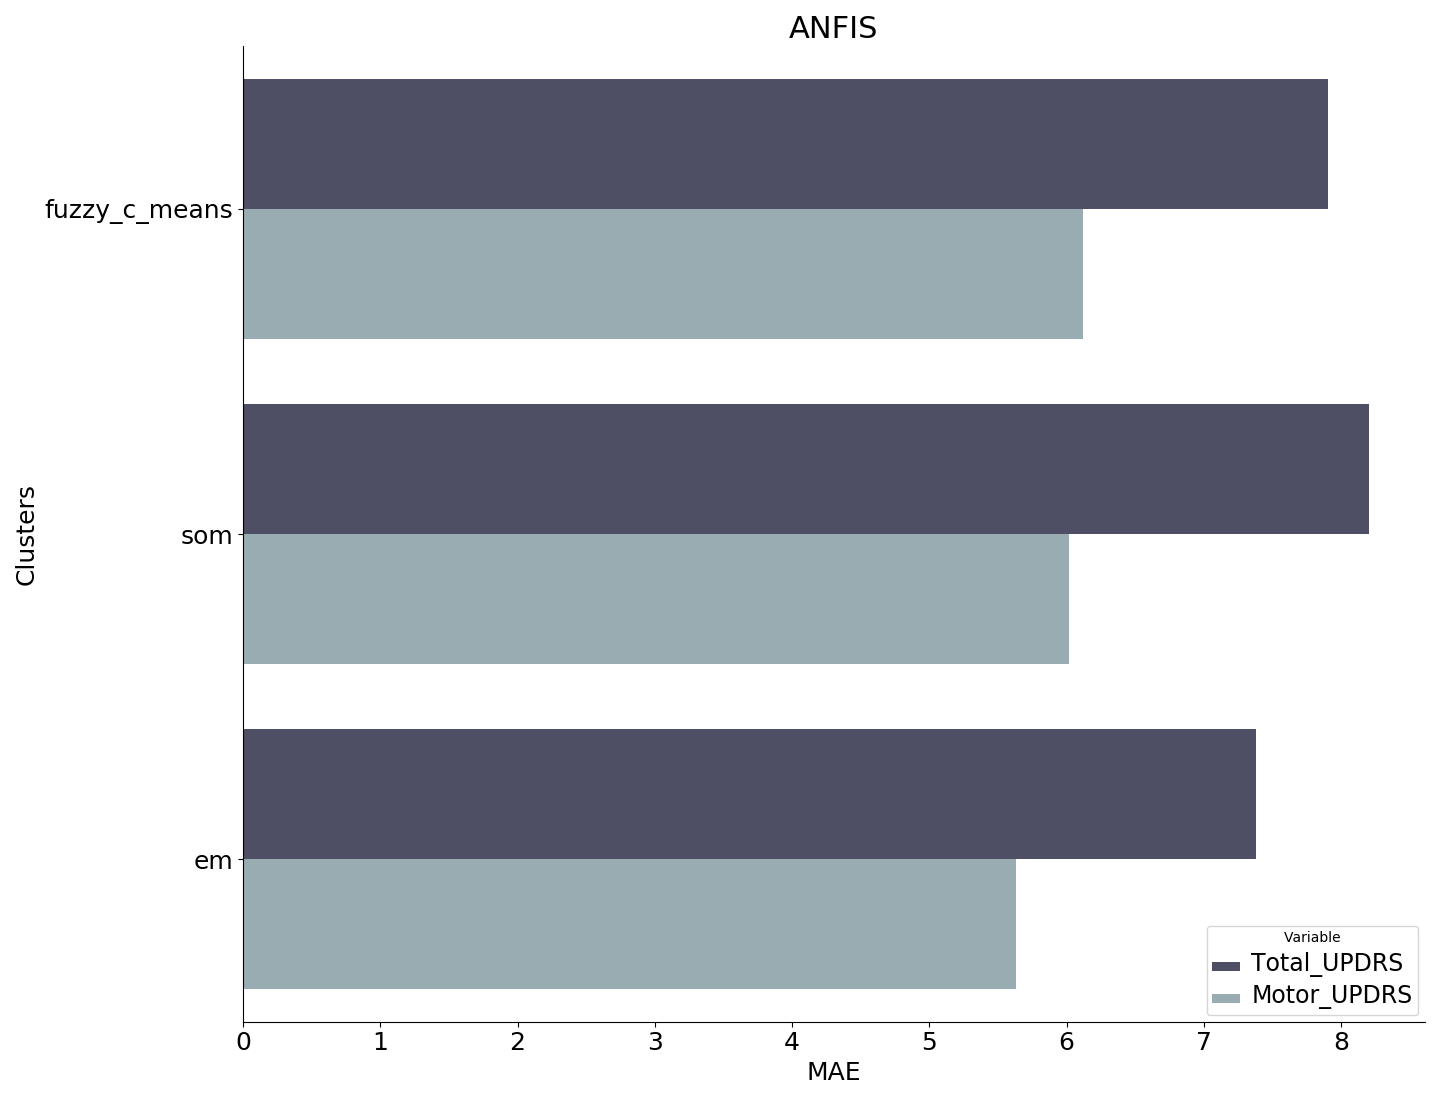 ANFIS
Clusters
fuzzy_c_means
som
em
0 1 2 3 4 5 6 7 8
MAE
Variable
Total_UPDRS
Motor_UPDRS